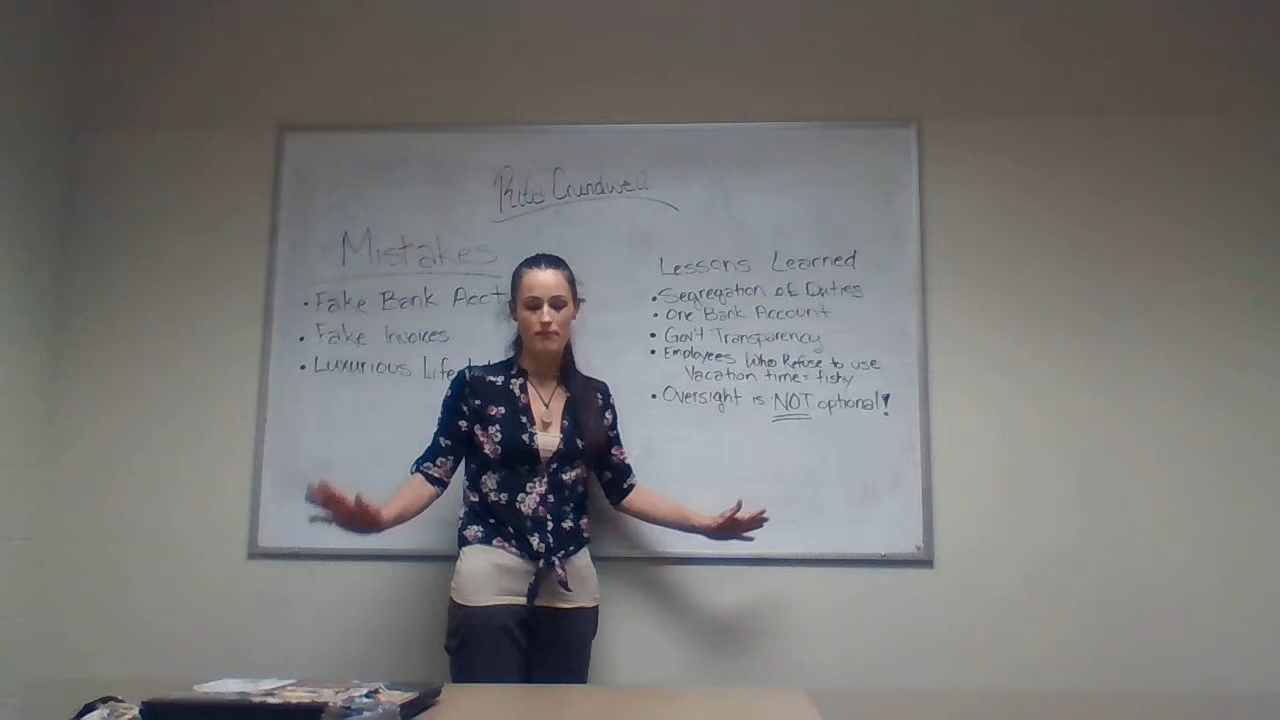 Rita Crundwell
Mistakes
• Fake Bank Acct
• Fake Invoices
• Luxurious
Lessons Learned
• Segregation of Duties
• One Bank Account
• Gov't Transparency
• Employees Who Refuse to use
Vacation time = fishy
• Oversight is NOT optional!